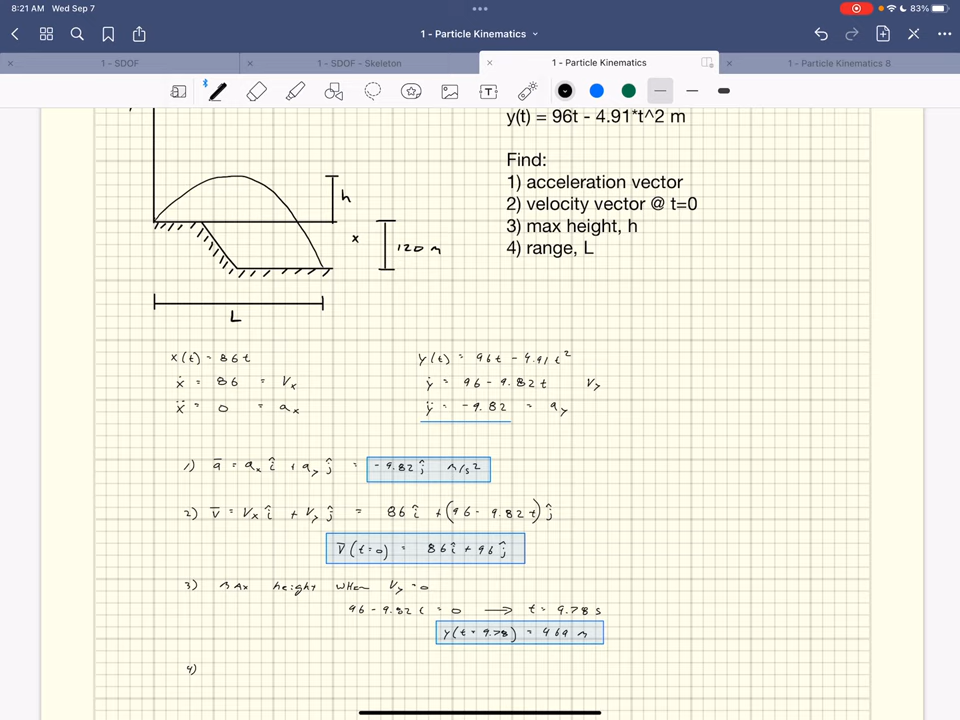 8:21 AM Wed Sep 7
83%
1 - Particle Kinematics
1 - SDOF
1 - SDOF - Skeleton
1 - Particle Kinematics
1 - Particle Kinematics 8
T
y(t) = 96t - 4.91*t^2 m
Find:
1) acceleration vector
2) velocity vector @ t=0
3) max height, h
4) range, L
h
x
120 m
L
x(t) = 86t
y(t) = 96t - 4.91t²
ẋ = 86 = Vx
ẏ = 96 - 9.82t Vy
ẍ = 0 = ax
ÿ = -9.82 = ay
1) a̅ = ax î + ay ĵ = -9.82 ĵ m/s²
2) V̅ = Vx î + Vy ĵ = 86 î + (96 - 9.82t) ĵ
V̅(t=0) = 86 î + 96 ĵ
3) Max height when Vy = 0
96 - 9.82t = 0 → t = 9.78 s
y(t = 9.78) = 469 m
4)